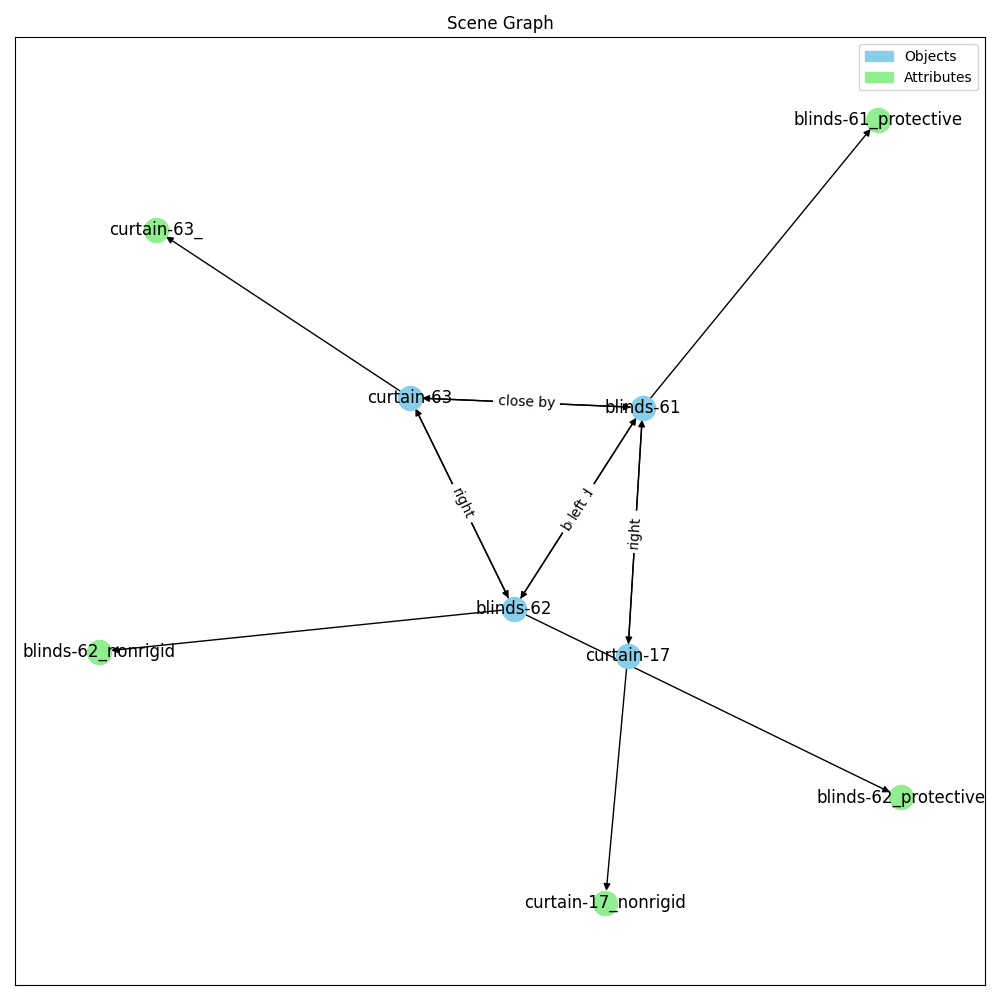 Scene Graph
Objects
Attributes
blinds-61_protective
curtain-63_
curtain-63
close by
blinds-61
right
left
right
blinds-62
blinds-62_nonrigid
curtain-17
blinds-62_protective
curtain-17_nonrigid